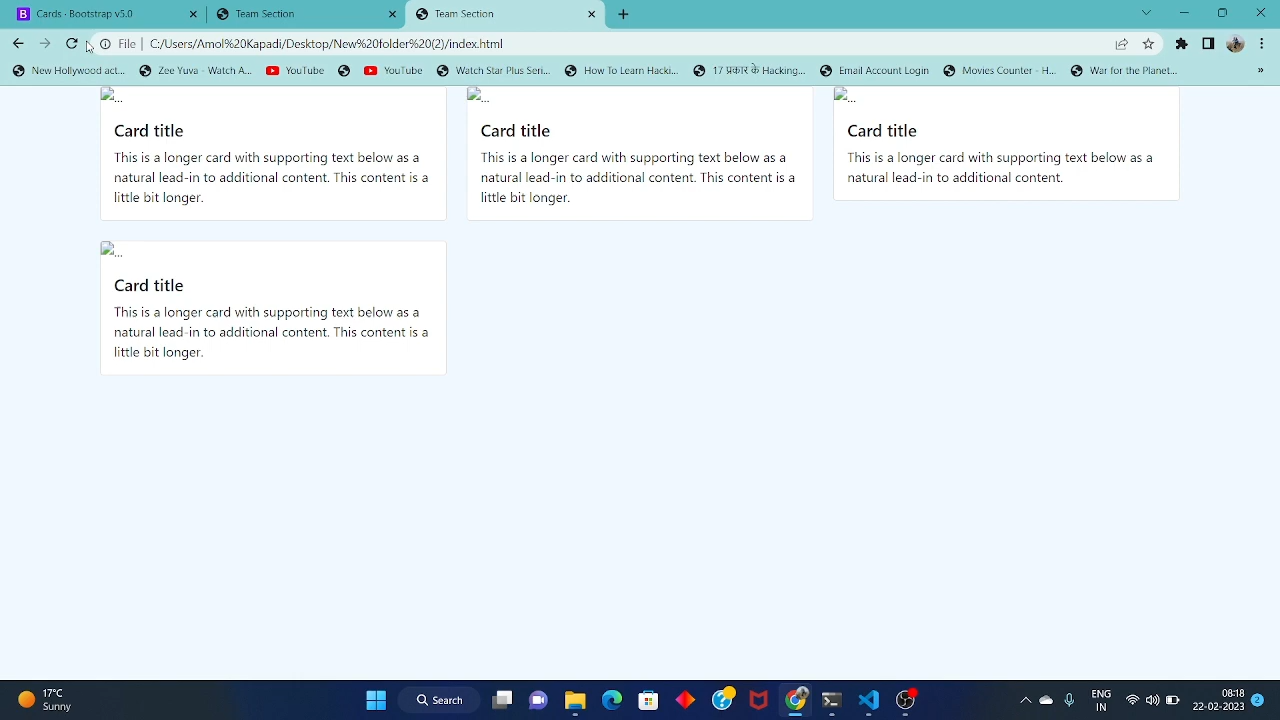 Cards · Bootstrap v5.0
Team Section
Team Section
File
C:/Users/Amol%20Kapadi/Desktop/New%20folder%20(2)/index.html
New Hollywood act...
Zee Yuva - Watch A...
YouTube
YouTube
Watch Star Plus Seri...
How To Learn Hacki...
17 प्रकार के Hacking...
Email Account Login
Movies Counter - H...
War for the Planet...
»
...
Card title
This is a longer card with supporting text below as a
natural lead-in to additional content. This content is a
little bit longer.
...
Card title
This is a longer card with supporting text below as a
natural lead-in to additional content. This content is a
little bit longer.
...
Card title
This is a longer card with supporting text below as a
natural lead-in to additional content.
...
Card title
This is a longer card with supporting text below as a
natural lead-in to additional content. This content is a
little bit longer.
17°C
Sunny
Search
ENG
IN
08:18
22-02-2023
2